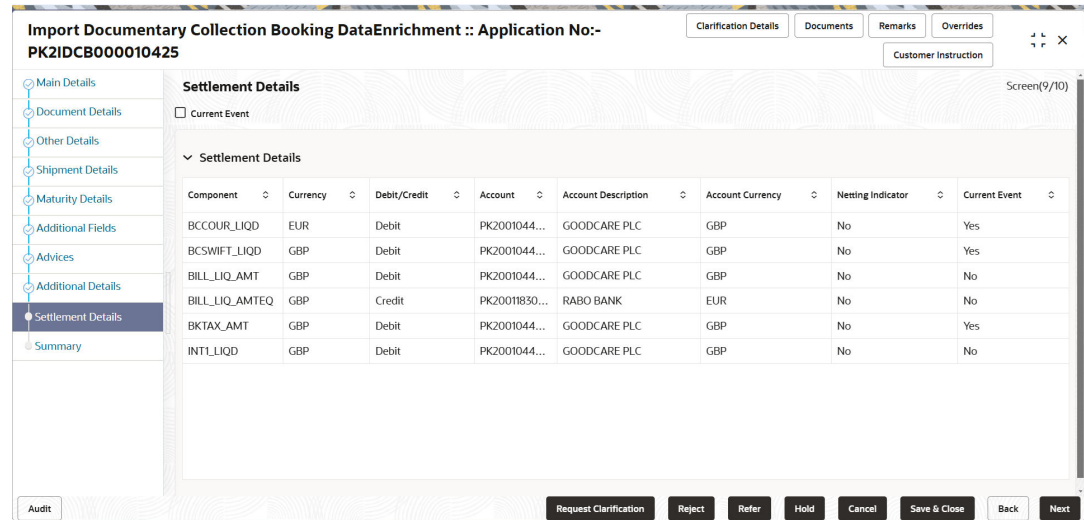 Import Documentary Collection Booking DataEnrichment :: Application No:-
PK2IDCB000010425
Clarification Details Documents Remarks Overrides
Customer Instruction
Main Details
Document Details
Other Details
Shipment Details
Maturity Details
Additional Fields
Advices
Additional Details
Settlement Details
Summary
Settlement Details Screen(9/10)
Current Event
Settlement Details
Component Currency Debit/Credit Account Account Description Account Currency Netting Indicator Current Event
BCCOUR_LIQD EUR Debit PK2001044... GOODCARE PLC GBP No Yes
BCSWIFT_LIQD GBP Debit PK2001044... GOODCARE PLC GBP No Yes
BILL_LIQ_AMT GBP Debit PK2001044... GOODCARE PLC GBP No No
BILL_LIQ_AMTEQ GBP Credit PK20011830... RABO BANK EUR No No
BKTAX_AMT GBP Debit PK2001044... GOODCARE PLC GBP No Yes
INT1_LIQD GBP Debit PK2001044... GOODCARE PLC GBP No No
Audit Request Clarification Reject Refer Hold Cancel Save & Close Back Next